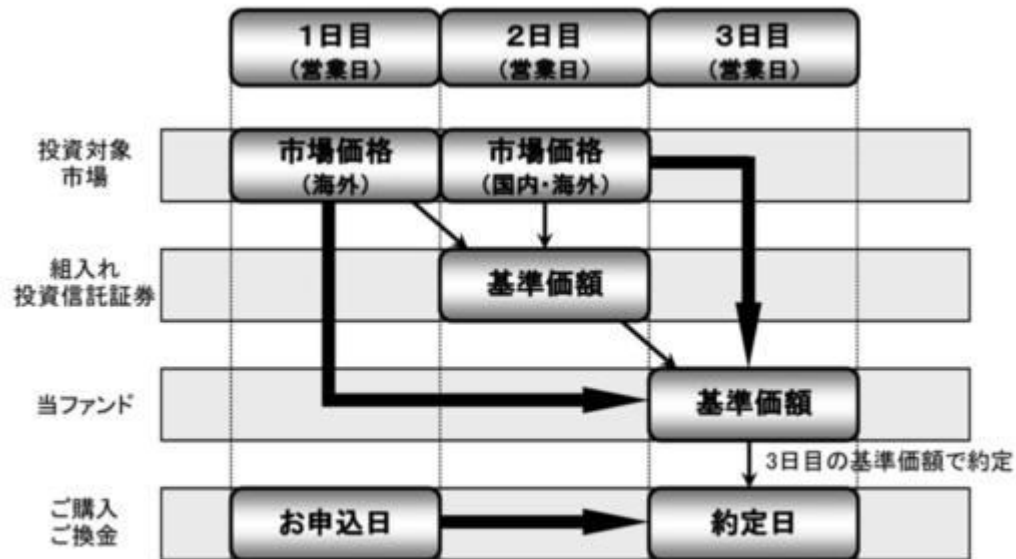 1日目
(営業日)
2日目
(営業日)
3日目
(営業日)
投資対象
市場
市場価格
(海外)
市場価格
(国内・海外)
組入れ
投資信託証券
基準価額
当ファンド
基準価額
3日目の基準価額で約定
ご購入
ご換金
お申込日
約定日